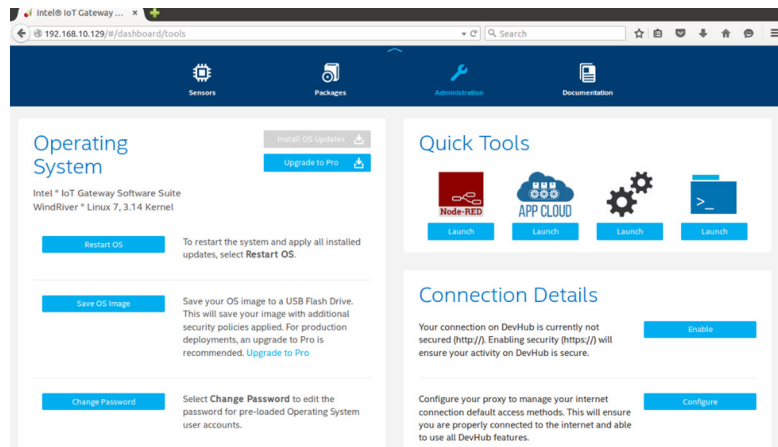 Intel® IoT Gateway ...
192.168.10.129/#/dashboard/tools
Search
Sensors
Packages
Administration
Documentation
Operating
System
Install OS Updates
Upgrade to Pro
Intel ® IoT Gateway Software Suite
WindRiver ® Linux 7, 3.14 Kernel
Restart OS
To restart the system and apply all installed
updates, select Restart OS.
Save OS Image
Save your OS image to a USB Flash Drive.
This will save your image with additional
security policies applied. For production
deployments, an upgrade to Pro is
recommended. Upgrade to Pro
Change Password
Select Change Password to edit the
password for pre-loaded Operating System
user accounts.
Quick Tools
Node-RED
APP CLOUD
>_
Launch
Launch
Launch
Launch
Connection Details
Your connection on DevHub is currently not
secured (http://). Enabling security (https://) will
ensure your activity on DevHub is secure.
Enable
Configure your proxy to manage your internet
connection default access methods. This will ensure
you are properly connected to the internet and able
to use all DevHub features.
Configure